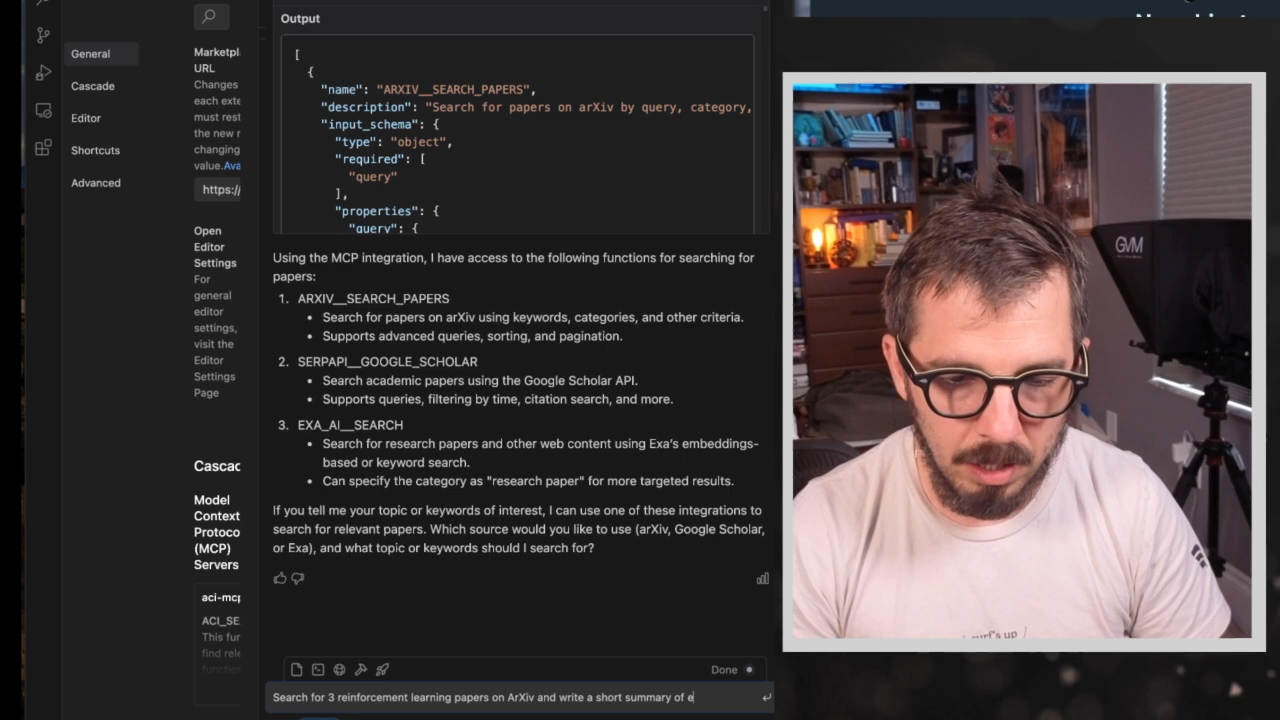 General
Cascade
Editor
Shortcuts
Advanced
Marketpl
URL
Changes
each exte
must rest
the new r
changing
value.Ava
https://
Open
Editor
Settings
For
general
editor
settings,
visit the
Editor
Settings
Page
Cascac
Model
Context
Protoco
(MCP)
Servers
aci-mcp
ACI_SE
This fur
find rele
functior
Output
[
{
"name": "ARXIV__SEARCH_PAPERS",
"description": "Search for papers on arXiv by query, category,
"input_schema": {
"type": "object",
"required": [
"query"
],
"properties": {
"query": {
Using the MCP integration, I have access to the following functions for searching for
papers:
1. ARXIV__SEARCH_PAPERS
• Search for papers on arXiv using keywords, categories, and other criteria.
• Supports advanced queries, sorting, and pagination.
2. SERPAPI__GOOGLE_SCHOLAR
• Search academic papers using the Google Scholar API.
• Supports queries, filtering by time, citation search, and more.
3. EXA_AI__SEARCH
• Search for research papers and other web content using Exa's embeddings-
based or keyword search.
• Can specify the category as "research paper" for more targeted results.
If you tell me your topic or keywords of interest, I can use one of these integrations to
search for relevant papers. Which source would you like to use (arXiv, Google Scholar,
or Exa), and what topic or keywords should I search for?
Done
Search for 3 reinforcement learning papers on ArXiv and write a short summary of e
GVM
surf's up